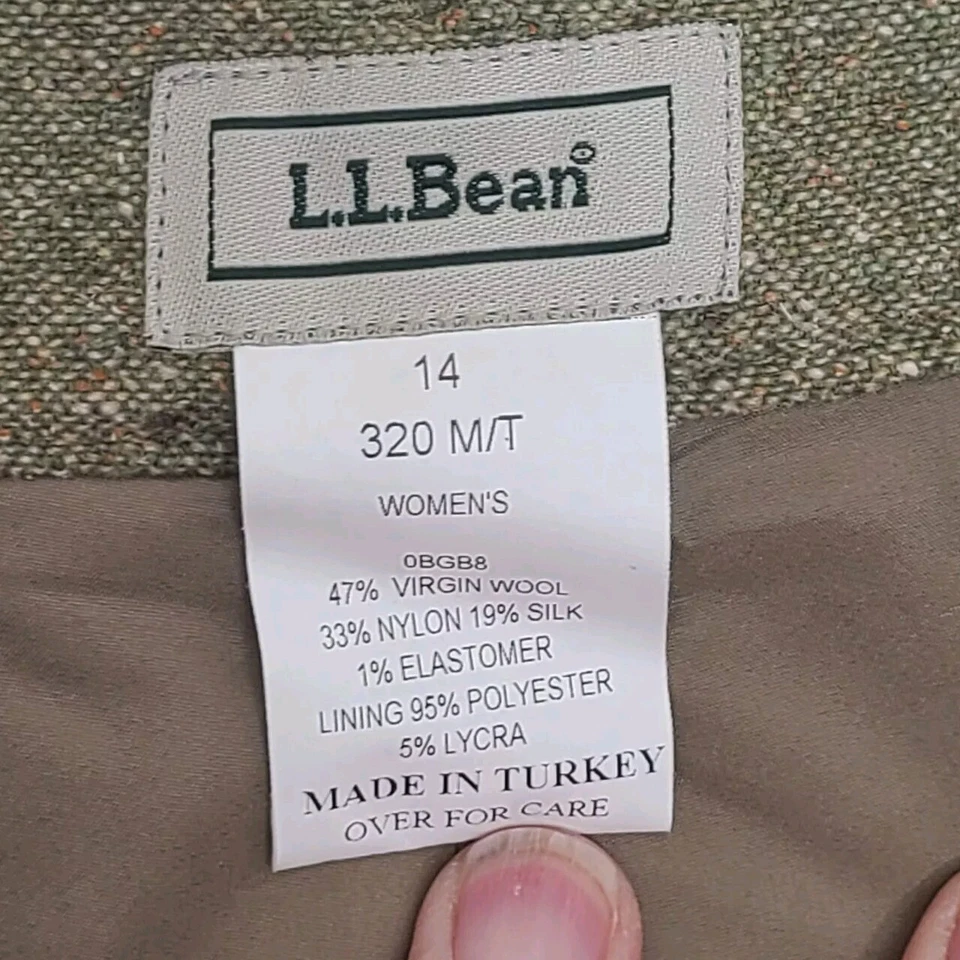 L.L.Bean®
14
320 M/T
WOMEN'S
0BGB8
47% VIRGIN WOOL
33% NYLON 19% SILK
1% ELASTOMER
LINING 95% POLYESTER
5% LYCRA
MADE IN TURKEY
OVER FOR CARE